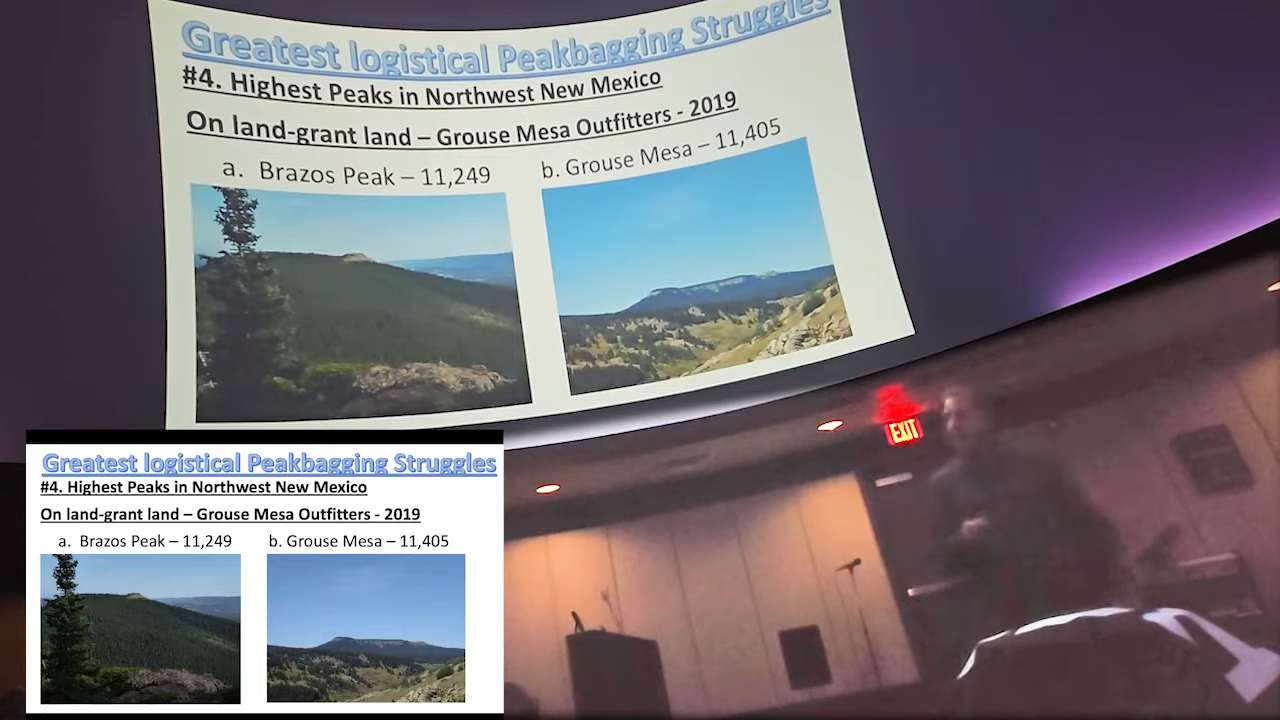 Greatest logistical Peakbagging Struggles
#4. Highest Peaks in Northwest New Mexico
On land-grant land – Grouse Mesa Outfitters - 2019
a. Brazos Peak – 11,249
b. Grouse Mesa – 11,405
EXIT
Greatest logistical Peakbagging Struggles
#4. Highest Peaks in Northwest New Mexico
On land-grant land – Grouse Mesa Outfitters - 2019
a. Brazos Peak – 11,249
b. Grouse Mesa – 11,405